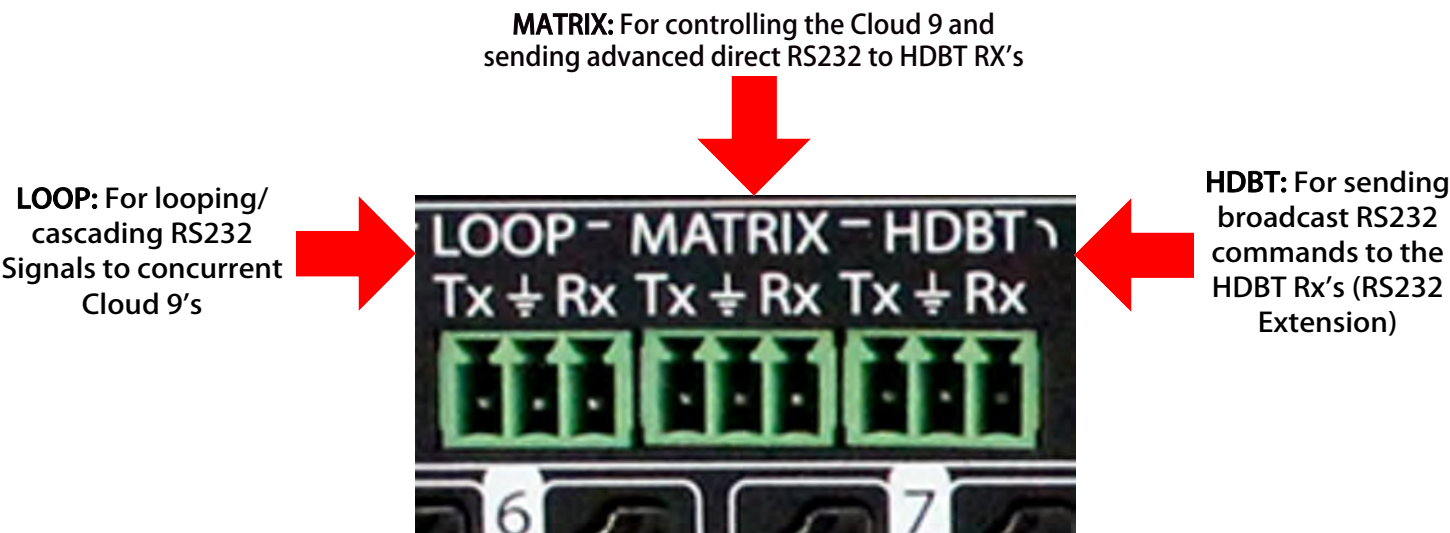 MATRIX: For controlling the Cloud 9 and
sending advanced direct RS232 to HDBT RX's
LOOP: For looping/
cascading RS232
Signals to concurrent
Cloud 9's
HDBT: For sending
broadcast RS232
commands to the
HDBT Rx's (RS232
Extension)
LOOP - MATRIX - HDBT
Tx ⏚ Rx Tx ⏚ Rx Tx ⏚ Rx
6 7